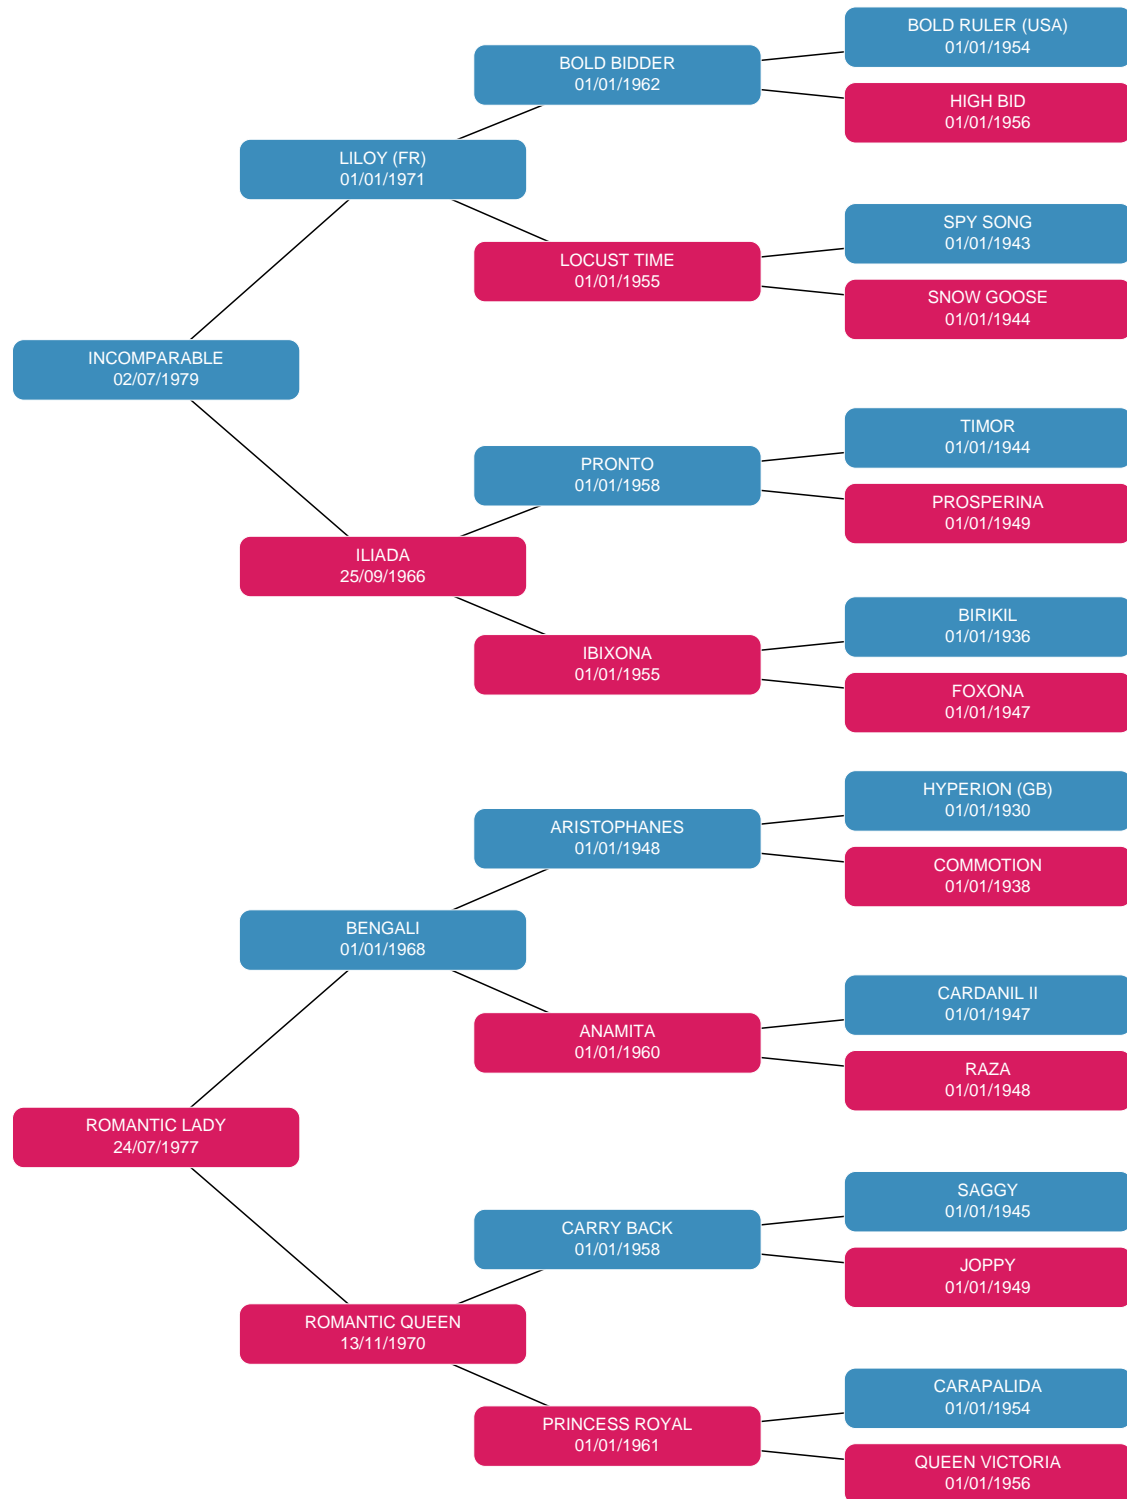 BOLD RULER (USA)
01/01/1954
BOLD BIDDER
01/01/1962
HIGH BID
01/01/1956
LILOY (FR)
01/01/1971
SPY SONG
01/01/1943
LOCUST TIME
01/01/1955
SNOW GOOSE
01/01/1944
INCOMPARABLE
02/07/1979
TIMOR
01/01/1944
PRONTO
01/01/1958
PROSPERINA
01/01/1949
ILIADA
25/09/1966
BIRIKIL
01/01/1936
IBIXONA
01/01/1955
FOXONA
01/01/1947
HYPERION (GB)
01/01/1930
ARISTOPHANES
01/01/1948
COMMOTION
01/01/1938
BENGALI
01/01/1968
CARDANIL II
01/01/1947
ANAMITA
01/01/1960
RAZA
01/01/1948
ROMANTIC LADY
24/07/1977
SAGGY
01/01/1945
CARRY BACK
01/01/1958
JOPPY
01/01/1949
ROMANTIC QUEEN
13/11/1970
CARAPALIDA
01/01/1954
PRINCESS ROYAL
01/01/1961
QUEEN VICTORIA
01/01/1956